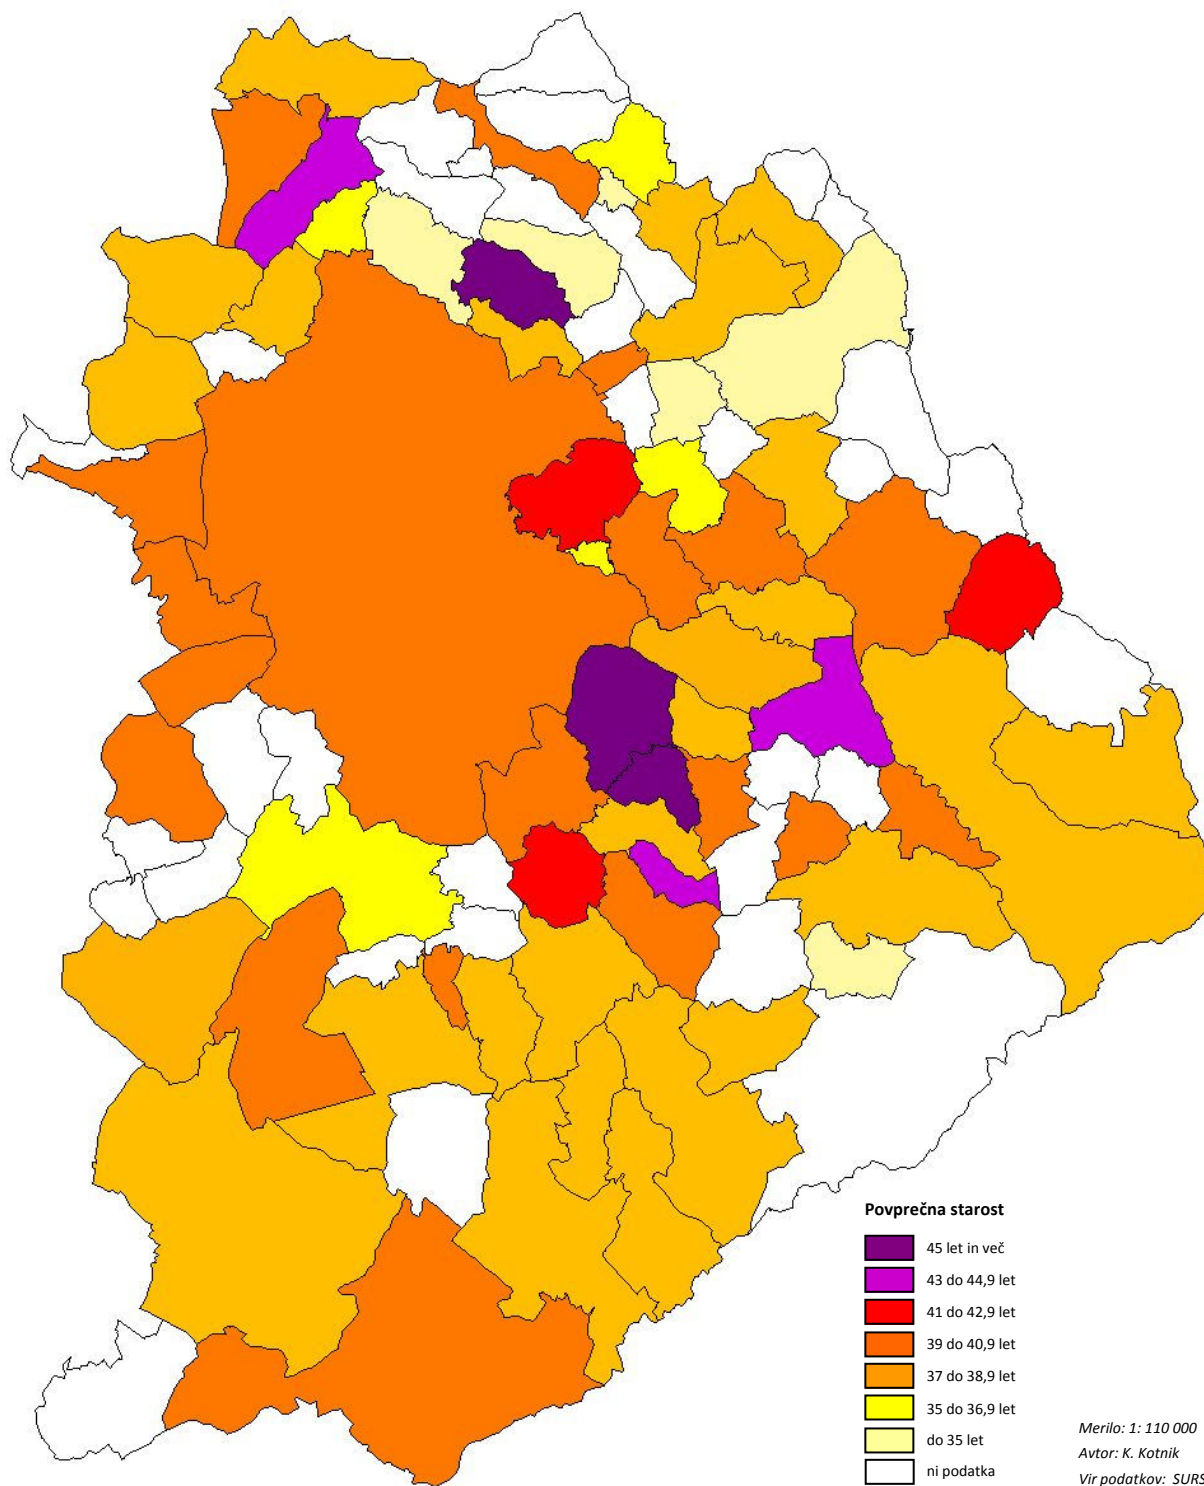 Povprečna starost
45 let in več
43 do 44,9 let
41 do 42,9 let
39 do 40,9 let
37 do 38,9 let
35 do 36,9 let
do 35 let
ni podatka
Merilo: 1: 110 000
Avtor: K. Kotnik
Vir podatkov: SURS